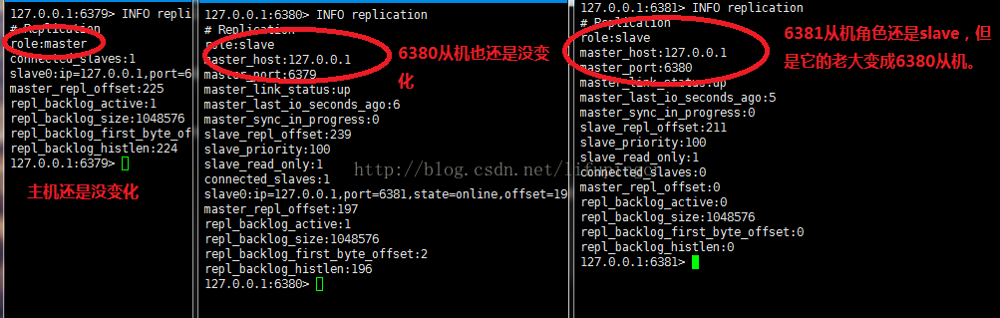 127.0.0.1:6379> INFO repli
# Replication
role:master
connected_slaves:1
slave0:ip=127.0.0.1,port=6
master_repl_offset:225
repl_backlog_active:1
repl_backlog_size:1048576
repl_backlog_first_byte_off
repl_backlog_histlen:224
127.0.0.1:6379>
主机还是没变化
127.0.0.1:6380> INFO replication
# Replication
role:slave
master_host:127.0.0.1
master_port:6379
master_link_status:up
master_last_io_seconds_ago:6
master_sync_in_progress:0
slave_repl_offset:239
slave_priority:100
slave_read_only:1
connected_slaves:1
slave0:ip=127.0.0.1,port=6381,state=online,offset=19
master_repl_offset:197
repl_backlog_active:1
repl_backlog_size:1048576
repl_backlog_first_byte_offset:2
repl_backlog_histlen:196
127.0.0.1:6380>
6380从机也还是没变
化
127.0.0.1:6381> INFO replication
# Replication
role:slave
master_host:127.0.0.1
master_port:6380
master_link_status:up
master_last_io_seconds_ago:5
master_sync_in_progress:0
slave_repl_offset:211
slave_priority:100
slave_read_only:1
connected_slaves:0
master_repl_offset:0
repl_backlog_active:0
repl_backlog_size:1048576
repl_backlog_first_byte_offset:0
repl_backlog_histlen:0
127.0.0.1:6381>
6381从机角色还是slave，但
是它的老大变成6380从机。